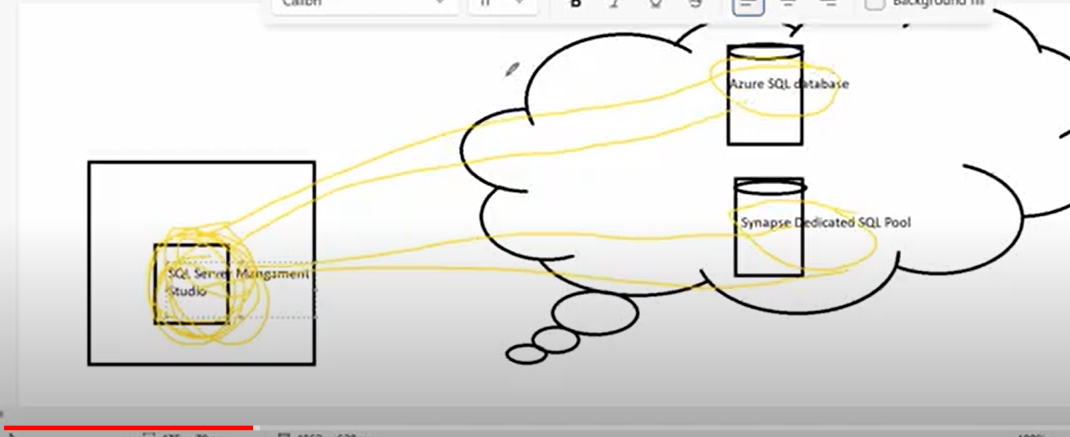 Calibri
B I U S
Background fill
Azure SQL database
Synapse Dedicated SQL Pool
SQL Server Mangament
Studio